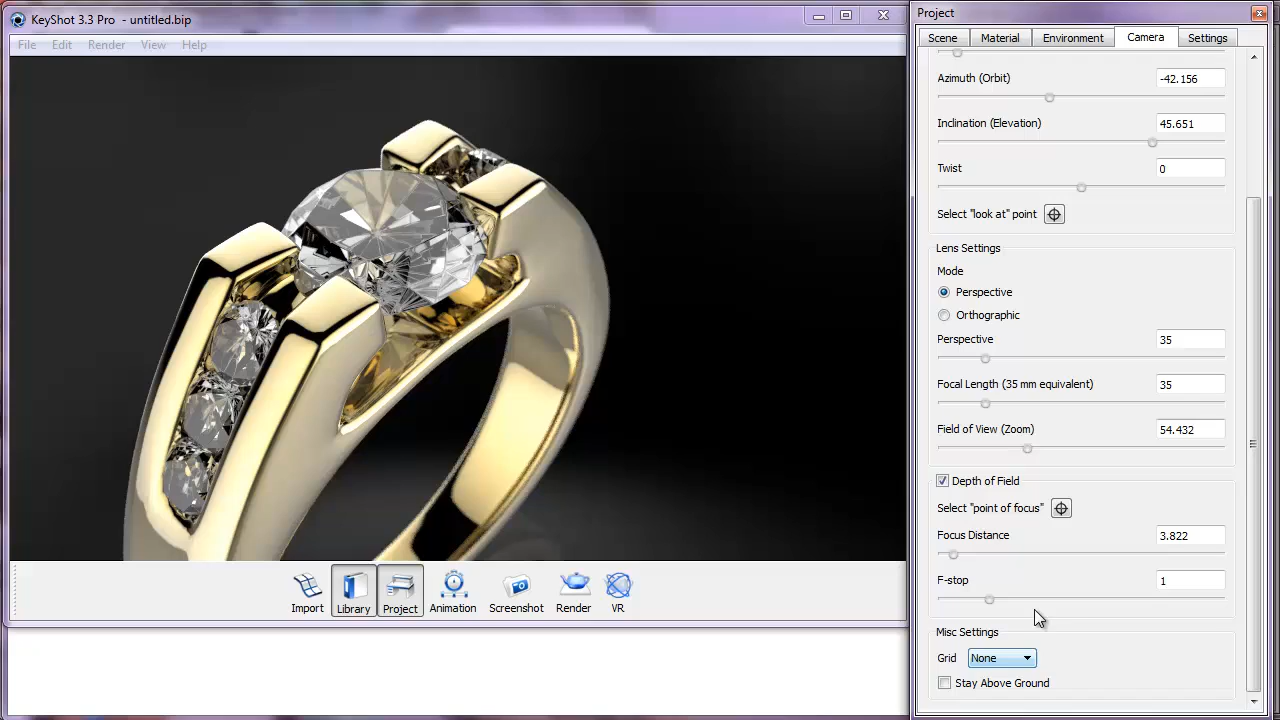 KeyShot 3.3 Pro - untitled.bip
File Edit Render View Help
Import Library Project Animation Screenshot Render VR
Project
Scene Material Environment Camera Settings
Azimuth (Orbit) -42.156
Inclination (Elevation) 45.651
Twist 0
Select "look at" point
Lens Settings
Mode
Perspective
Orthographic
Perspective 35
Focal Length (35 mm equivalent) 35
Field of View (Zoom) 54.432
Depth of Field
Select "point of focus"
Focus Distance 3.822
F-stop 1
Misc Settings
Grid None
Stay Above Ground